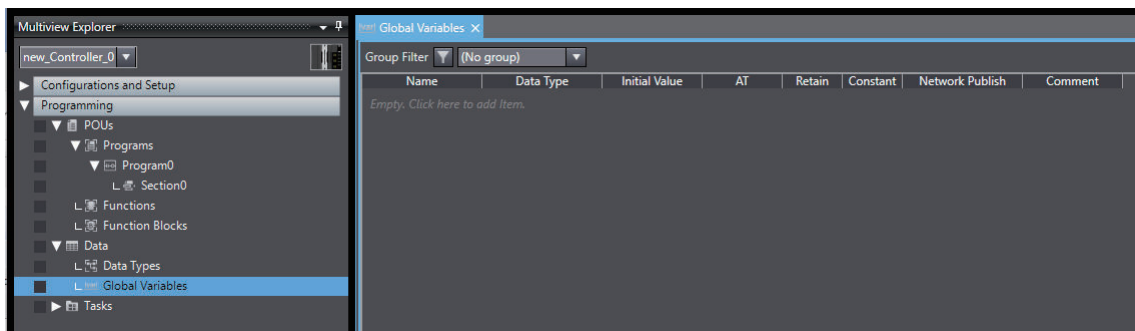 Multiview Explorer
new_Controller_0
Configurations and Setup
Programming
POUs
Programs
Program0
Section0
Functions
Function Blocks
Data
Data Types
Global Variables
Tasks
Global Variables
Group Filter (No group)
Name Data Type Initial Value AT Retain Constant Network Publish Comment
Empty. Click here to add Item.